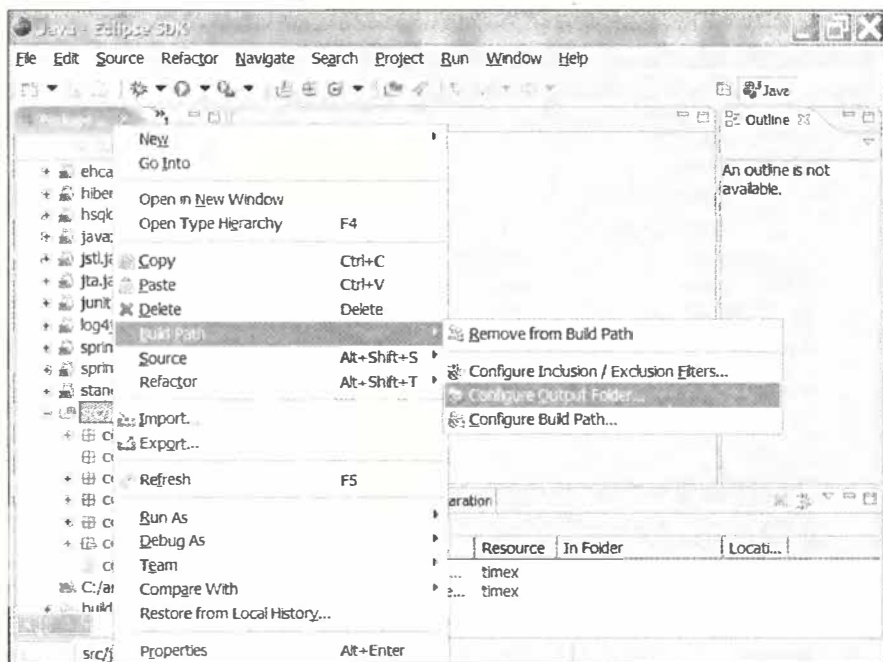 Java - Eclipse SDK
File Edit Source Refactor Navigate Search Project Run Window Help
Java
Package
Outline
An outline is not
available.
ehca
hiber
hsqld
java
jstl.ja
jta.ja
junit
log4
sprin
sprin
stand
C:/an
build
src/j
New
Go Into
Open in New Window
Open Type Hierarchy F4
Copy Ctrl+C
Paste Ctrl+V
Delete Delete
Build Path
Source Alt+Shift+S
Refactor Alt+Shift+T
Import...
Export...
Refresh F5
Run As
Debug As
Team
Compare With
Restore from Local History...
Properties Alt+Enter
Remove from Build Path
Configure Inclusion / Exclusion Filters...
Configure Output Folder...
Configure Build Path...
aration
Resource In Folder Locati...
... timex
e... timex